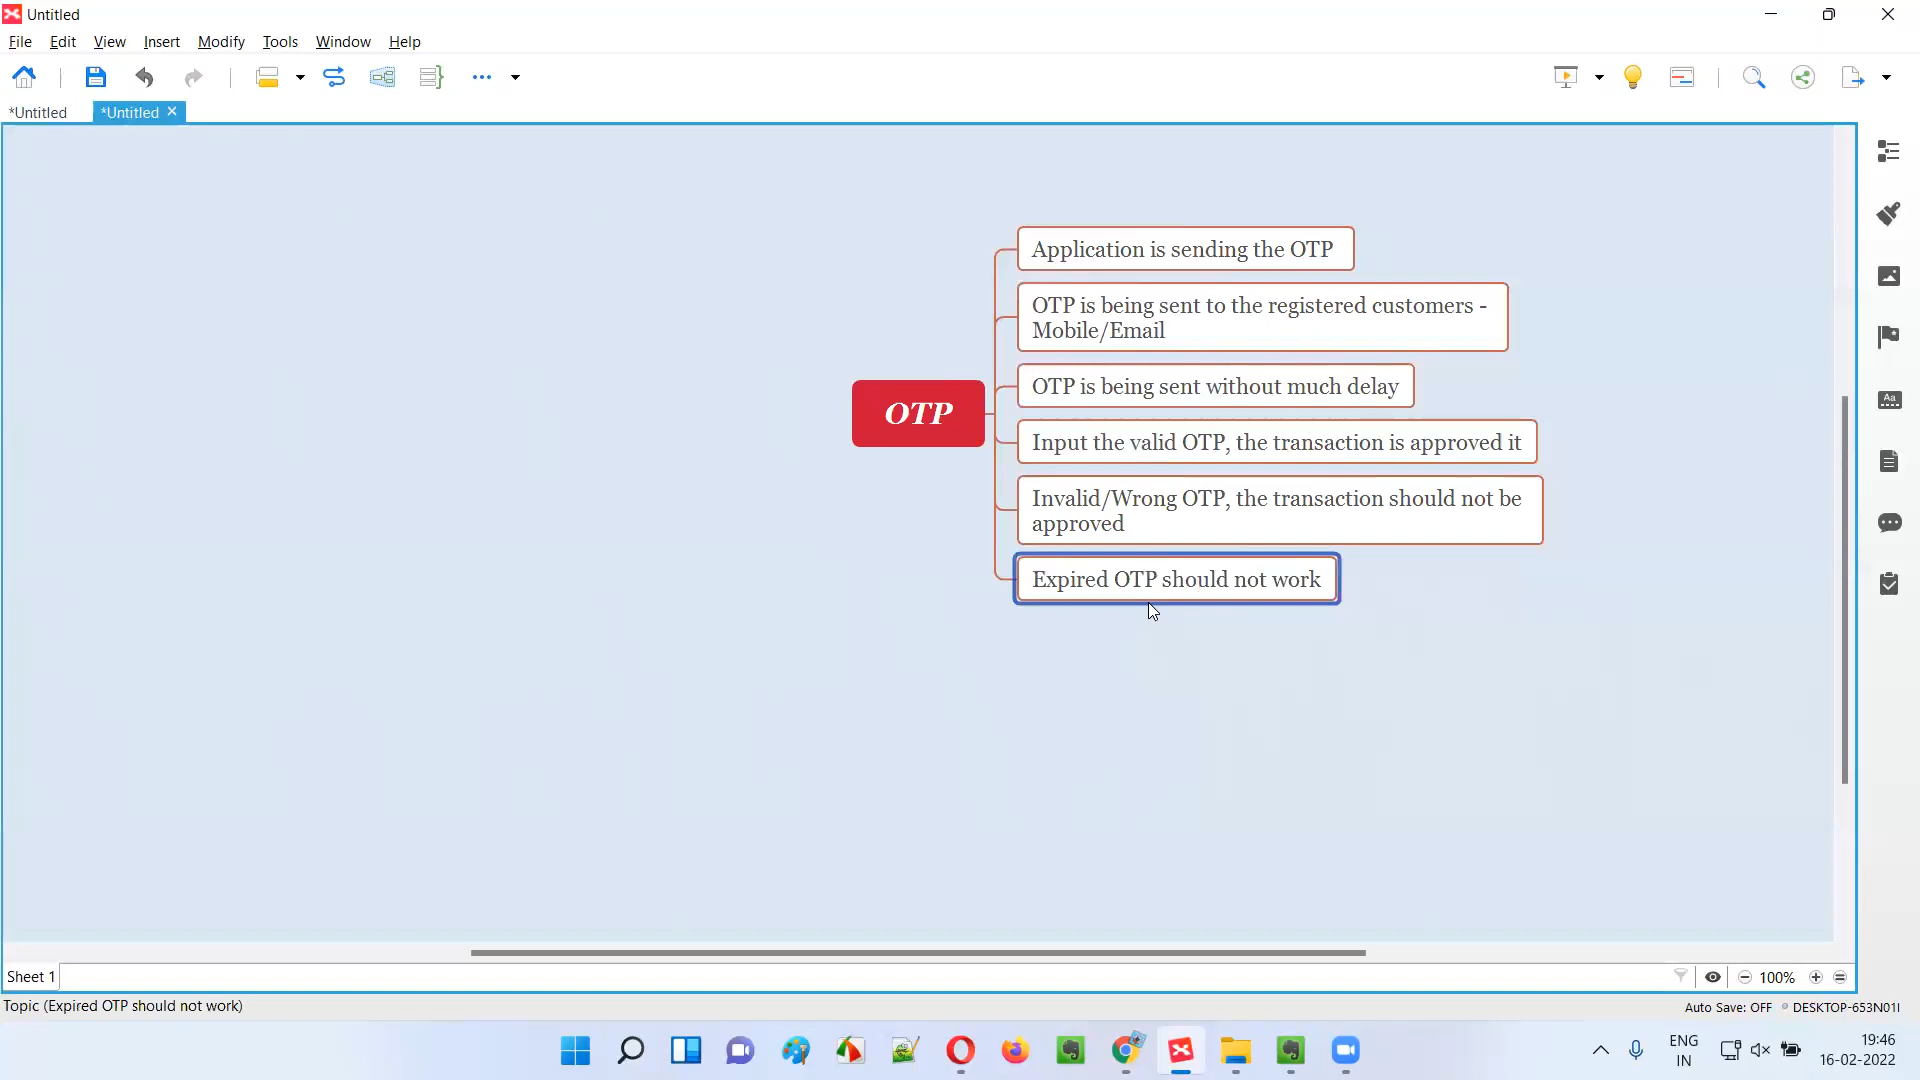 Untitled
File Edit View Insert Modify Tools Window Help
*Untitled *Untitled
Application is sending the OTP
OTP is being sent to the registered customers -
Mobile/Email
OTP is being sent without much delay
OTP
Input the valid OTP, the transaction is approved it
Invalid/Wrong OTP, the transaction should not be
approved
Expired OTP should not work
Aa
Sheet 1
100%
Topic (Expired OTP should not work)
Auto Save: OFF DESKTOP-653N01I
ENG
IN
19:46
16-02-2022